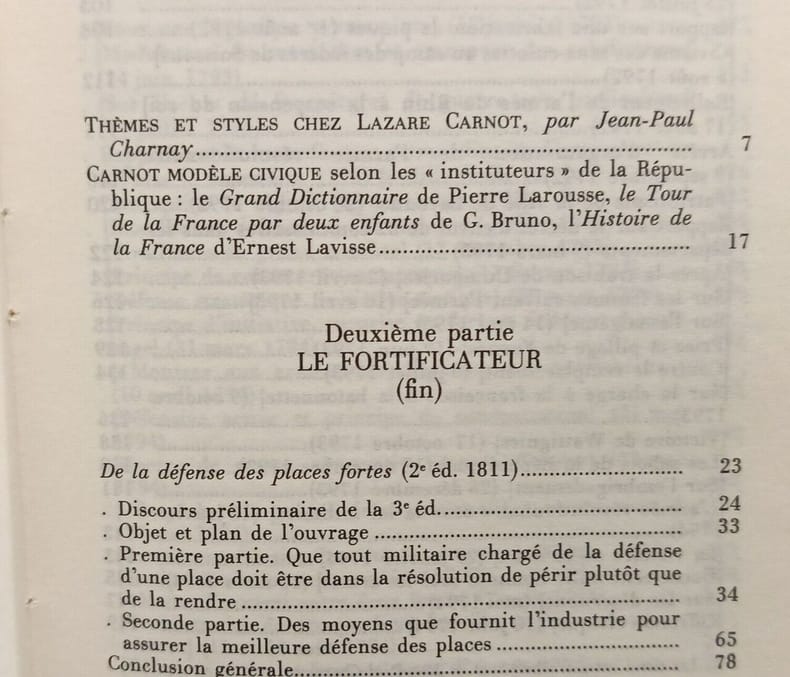 THÈMES ET STYLES CHEZ LAZARE CARNOT, par Jean-Paul
Charnay........................................ 7
CARNOT MODÈLE CIVIQUE selon les « instituteurs » de la Répu-
blique : le Grand Dictionnaire de Pierre Larousse, le Tour
de la France par deux enfants de G. Bruno, l'Histoire de
la France d'Ernest Lavisse........................................ 17
Deuxième partie
LE FORTIFICATEUR
(fin)
De la défense des places fortes (2e éd. 1811)........................ 23
. Discours préliminaire de la 3e éd.................................... 24
. Objet et plan de l'ouvrage ........................................ 33
. Première partie. Que tout militaire chargé de la défense
d'une place doit être dans la résolution de périr plutôt que
de la rendre ........................................ 34
. Seconde partie. Des moyens que fournit l'industrie pour
assurer la meilleure défense des places ........................ 65
Conclusion générale........................................ 78